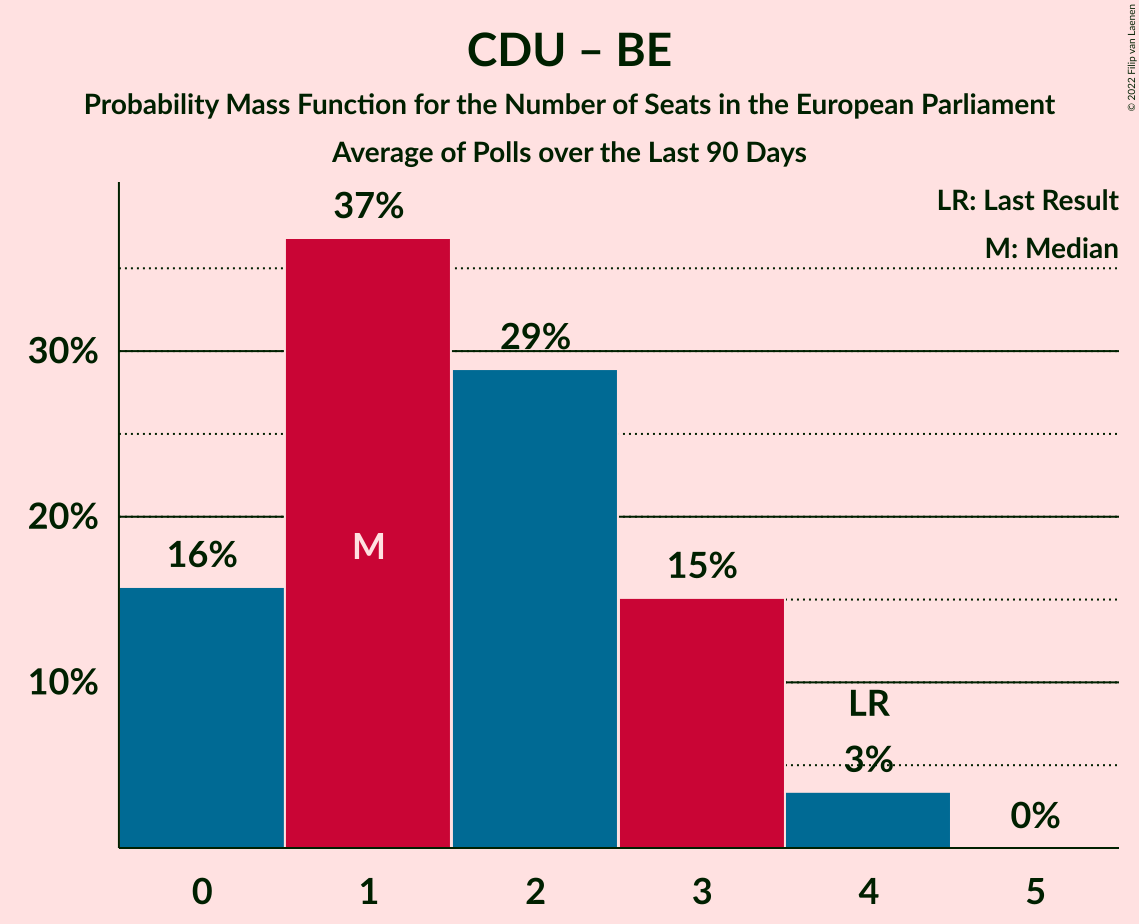 CDU – BE
Probability Mass Function for the Number of Seats in the European Parliament
Average of Polls over the Last 90 Days
© 2022 Filip van Laenen
LR: Last Result
M: Median
37%
29%
16%
15%
LR
3%
0%
M
30%
20%
10%
0 1 2 3 4 5